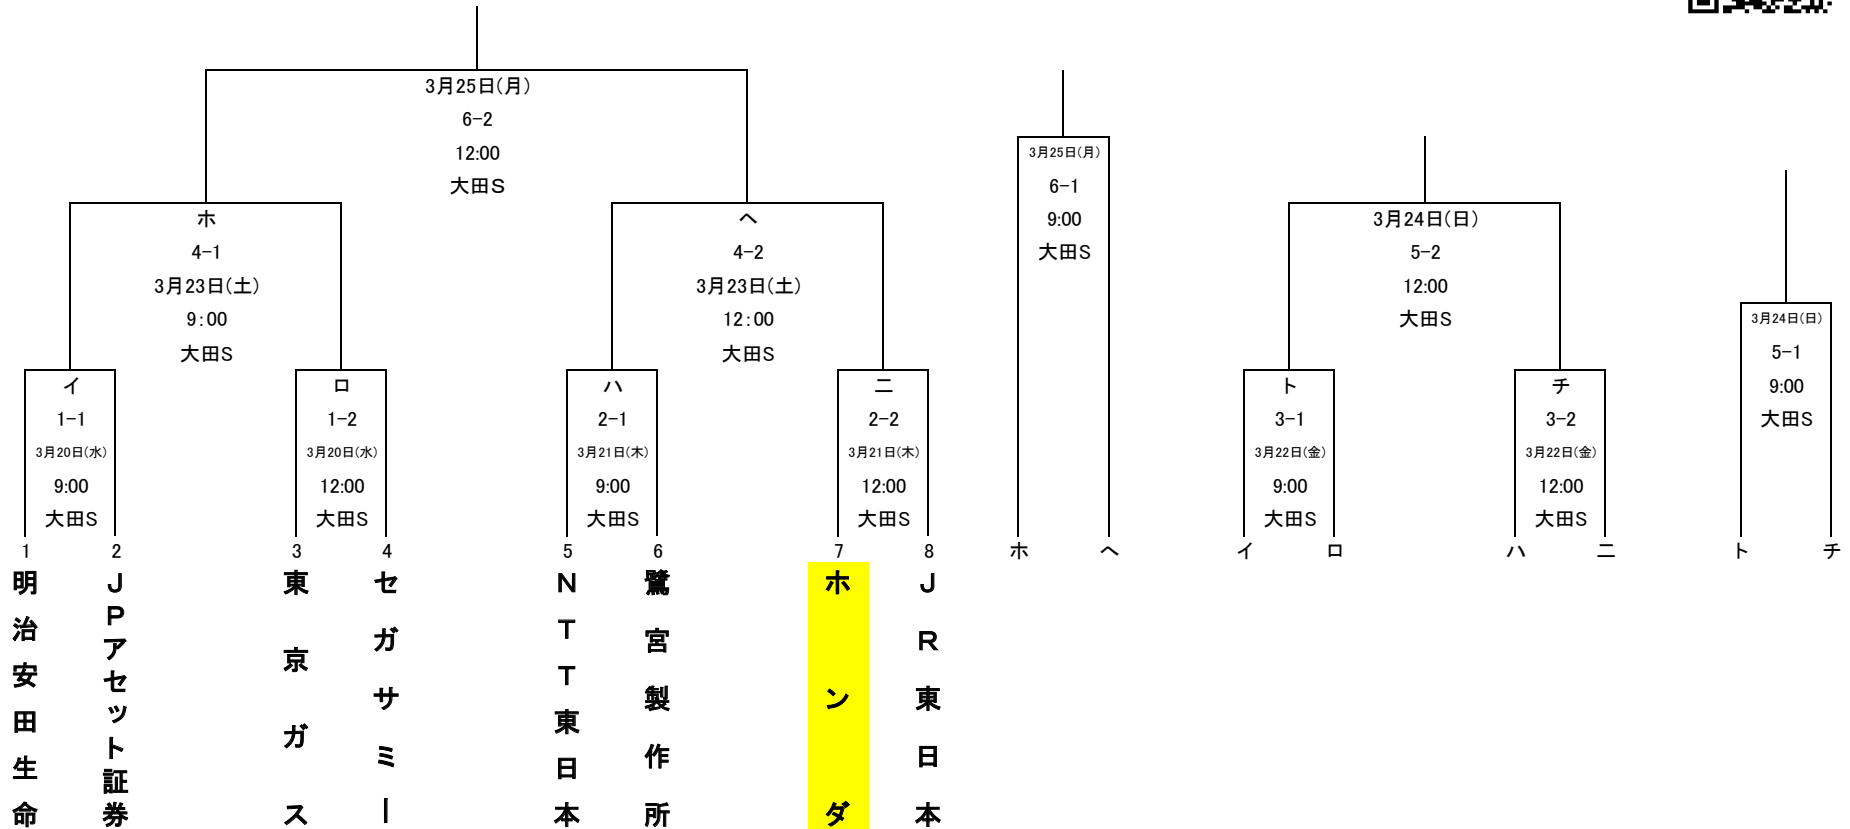 3月25日(月)
6-2
12:00
大田S
ホ
4-1
3月23日(土)
9:00
大田S
ヘ
4-2
3月23日(土)
12:00
大田S
イ
1-1
3月20日(水)
9:00
大田S
ロ
1-2
3月20日(水)
12:00
大田S
ハ
2-1
3月21日(木)
9:00
大田S
ニ
2-2
3月21日(木)
12:00
大田S
1
明治安田生命
2
JPアセット証券
3
東京ガス
4
セガサミー
5
NTT東日本
6
鷺宮製作所
7
ホンダ
8
JR東日本
3月25日(月)
6-1
9:00
大田S
ホ
ヘ
3月24日(日)
5-2
12:00
大田S
ト
3-1
3月22日(金)
9:00
大田S
チ
3-2
3月22日(金)
12:00
大田S
イ
ロ
ハ
ニ
3月24日(日)
5-1
9:00
大田S
ト
チ